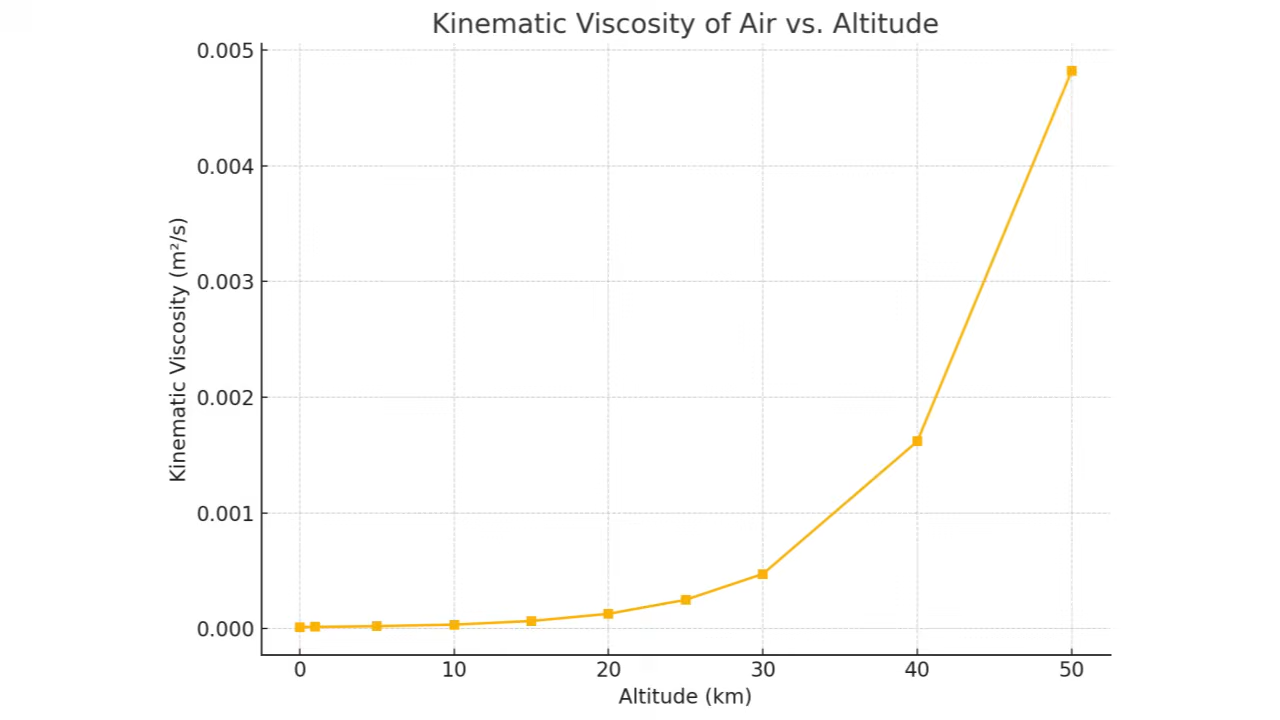 Kinematic Viscosity of Air vs. Altitude
0.005
0.004
0.003
0.002
0.001
0.000
Kinematic Viscosity (m²/s)
0 10 20 30 40 50
Altitude (km)